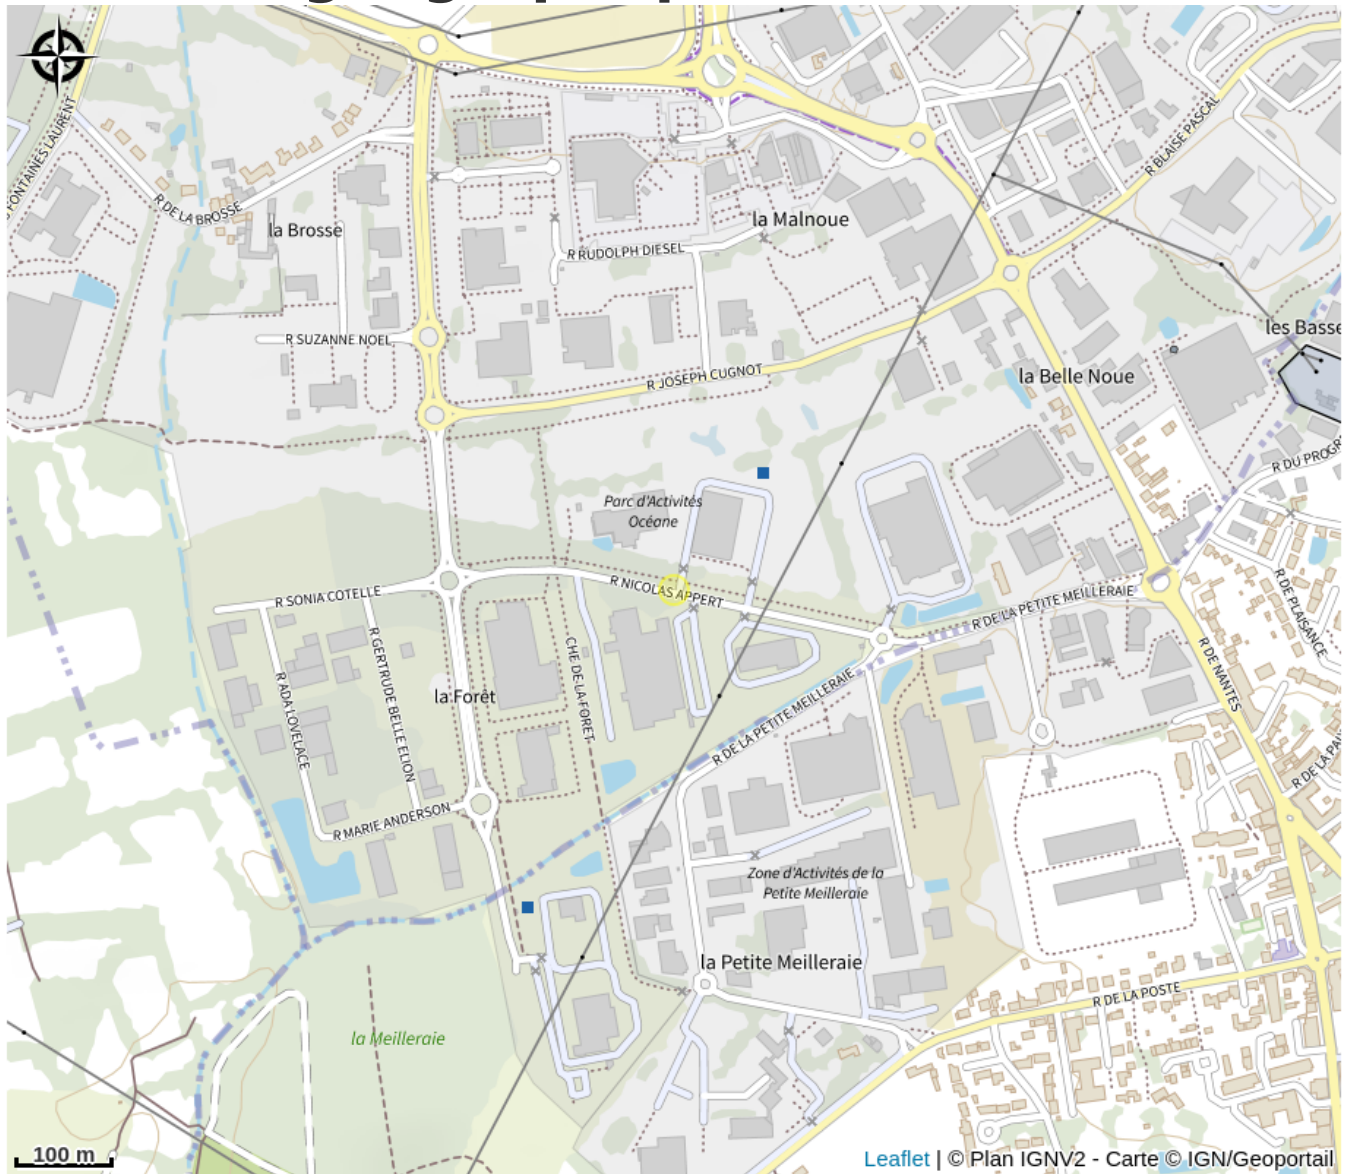 FONTAINES LAURENT
R DE LA BROSSE
la Brosse
R SUZANNE NOEL
R RUDOLPH DIESEL
la Malnoue
R BLAISE PASCAL
R JOSEPH CUGNOT
la Belle Noue
les Basse
R DU PROGR
Parc d'Activités
Océane
R SONIA COTELLE
R NICOLAS APPERT
R DE LA PETITE MEILLERAIE
R DE PLAISANCE
R DE NANTES
R ADA LOVELACE
R GERTRUDE BELLE ELION
la Forêt
CHE DE LA FORET
R DE LA PETITE MEILLERAIE
R MARIE ANDERSON
R DE LA PAI
Zone d'Activités de la
Petite Meilleraie
la Petite Meilleraie
R DE LA POSTE
la Meilleraie
100 m
Leaflet | © Plan IGNV2 - Carte © IGN/Geoportail